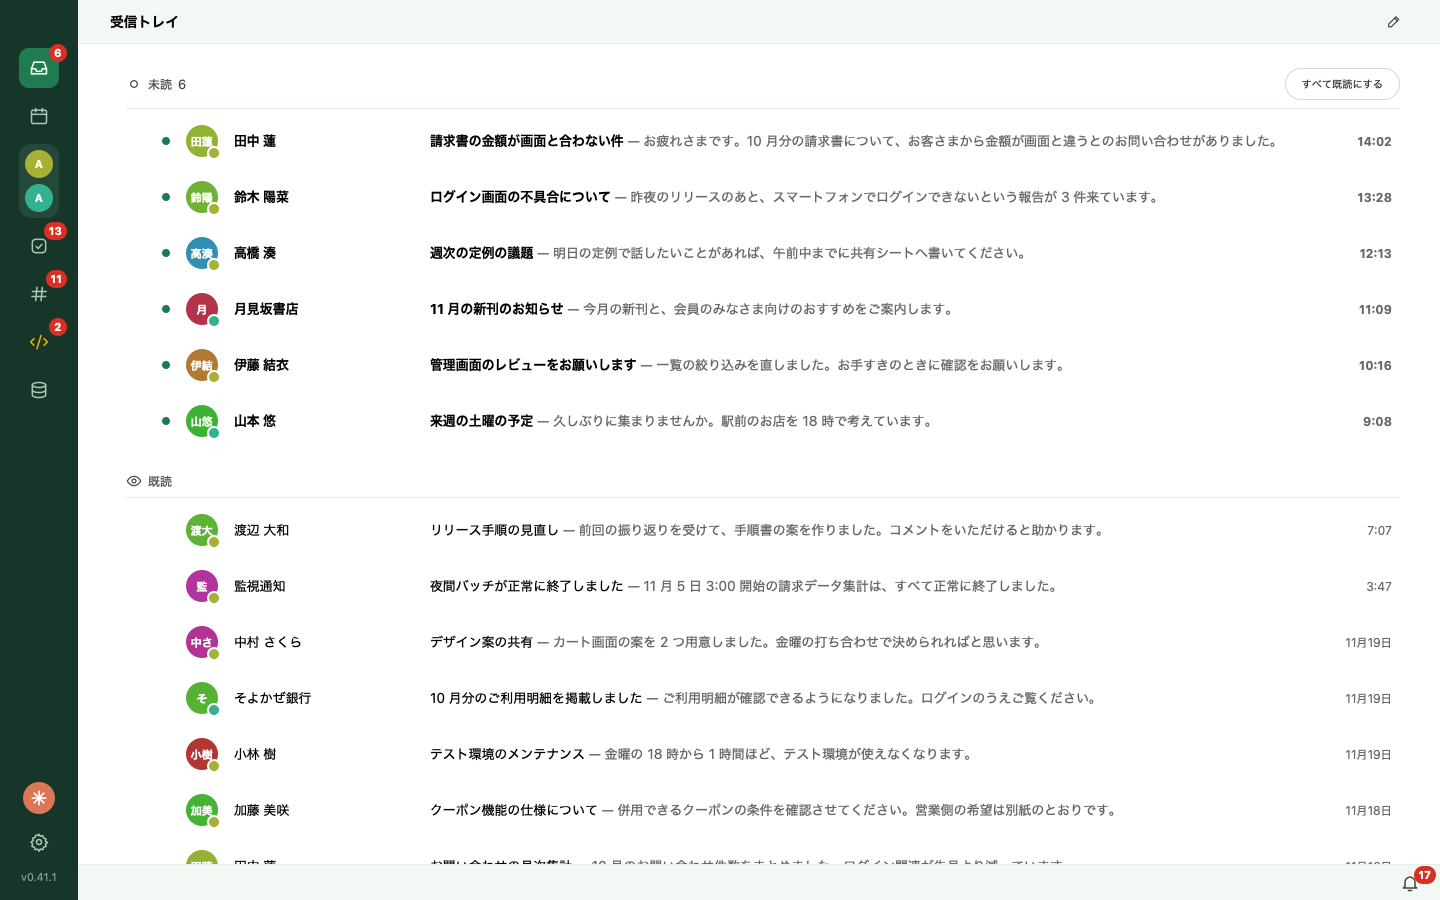 受信トレイ
6
A
A
13
11
2
v0.41.1
未読 6
すべて既読にする
田蓮 田中 蓮 請求書の金額が画面と合わない件 — お疲れさまです。10 月分の請求書について、お客さまから金額が画面と違うとのお問い合わせがありました。 14:02
鈴陽 鈴木 陽菜 ログイン画面の不具合について — 昨夜のリリースのあと、スマートフォンでログインできないという報告が 3 件来ています。 13:28
高湊 高橋 湊 週次の定例の議題 — 明日の定例で話したいことがあれば、午前中までに共有シートへ書いてください。 12:13
月 月見坂書店 11 月の新刊のお知らせ — 今月の新刊と、会員のみなさま向けのおすすめをご案内します。 11:09
伊結 伊藤 結衣 管理画面のレビューをお願いします — 一覧の絞り込みを直しました。お手すきのときに確認をお願いします。 10:16
山悠 山本 悠 来週の土曜の予定 — 久しぶりに集まりませんか。駅前のお店を 18 時で考えています。 9:08
既読
渡大 渡辺 大和 リリース手順の見直し — 前回の振り返りを受けて、手順書の案を作りました。コメントをいただけると助かります。 7:07
監 監視通知 夜間バッチが正常に終了しました — 11 月 5 日 3:00 開始の請求データ集計は、すべて正常に終了しました。 3:47
中さ 中村 さくら デザイン案の共有 — カート画面の案を 2 つ用意しました。金曜の打ち合わせで決められればと思います。 11月19日
そ そよかぜ銀行 10 月分のご利用明細を掲載しました — ご利用明細が確認できるようになりました。ログインのうえご覧ください。 11月19日
小樹 小林 樹 テスト環境のメンテナンス — 金曜の 18 時から 1 時間ほど、テスト環境が使えなくなります。 11月19日
加美 加藤 美咲 クーポン機能の仕様について — 併用できるクーポンの条件を確認させてください。営業側の希望は別紙のとおりです。 11月18日
17